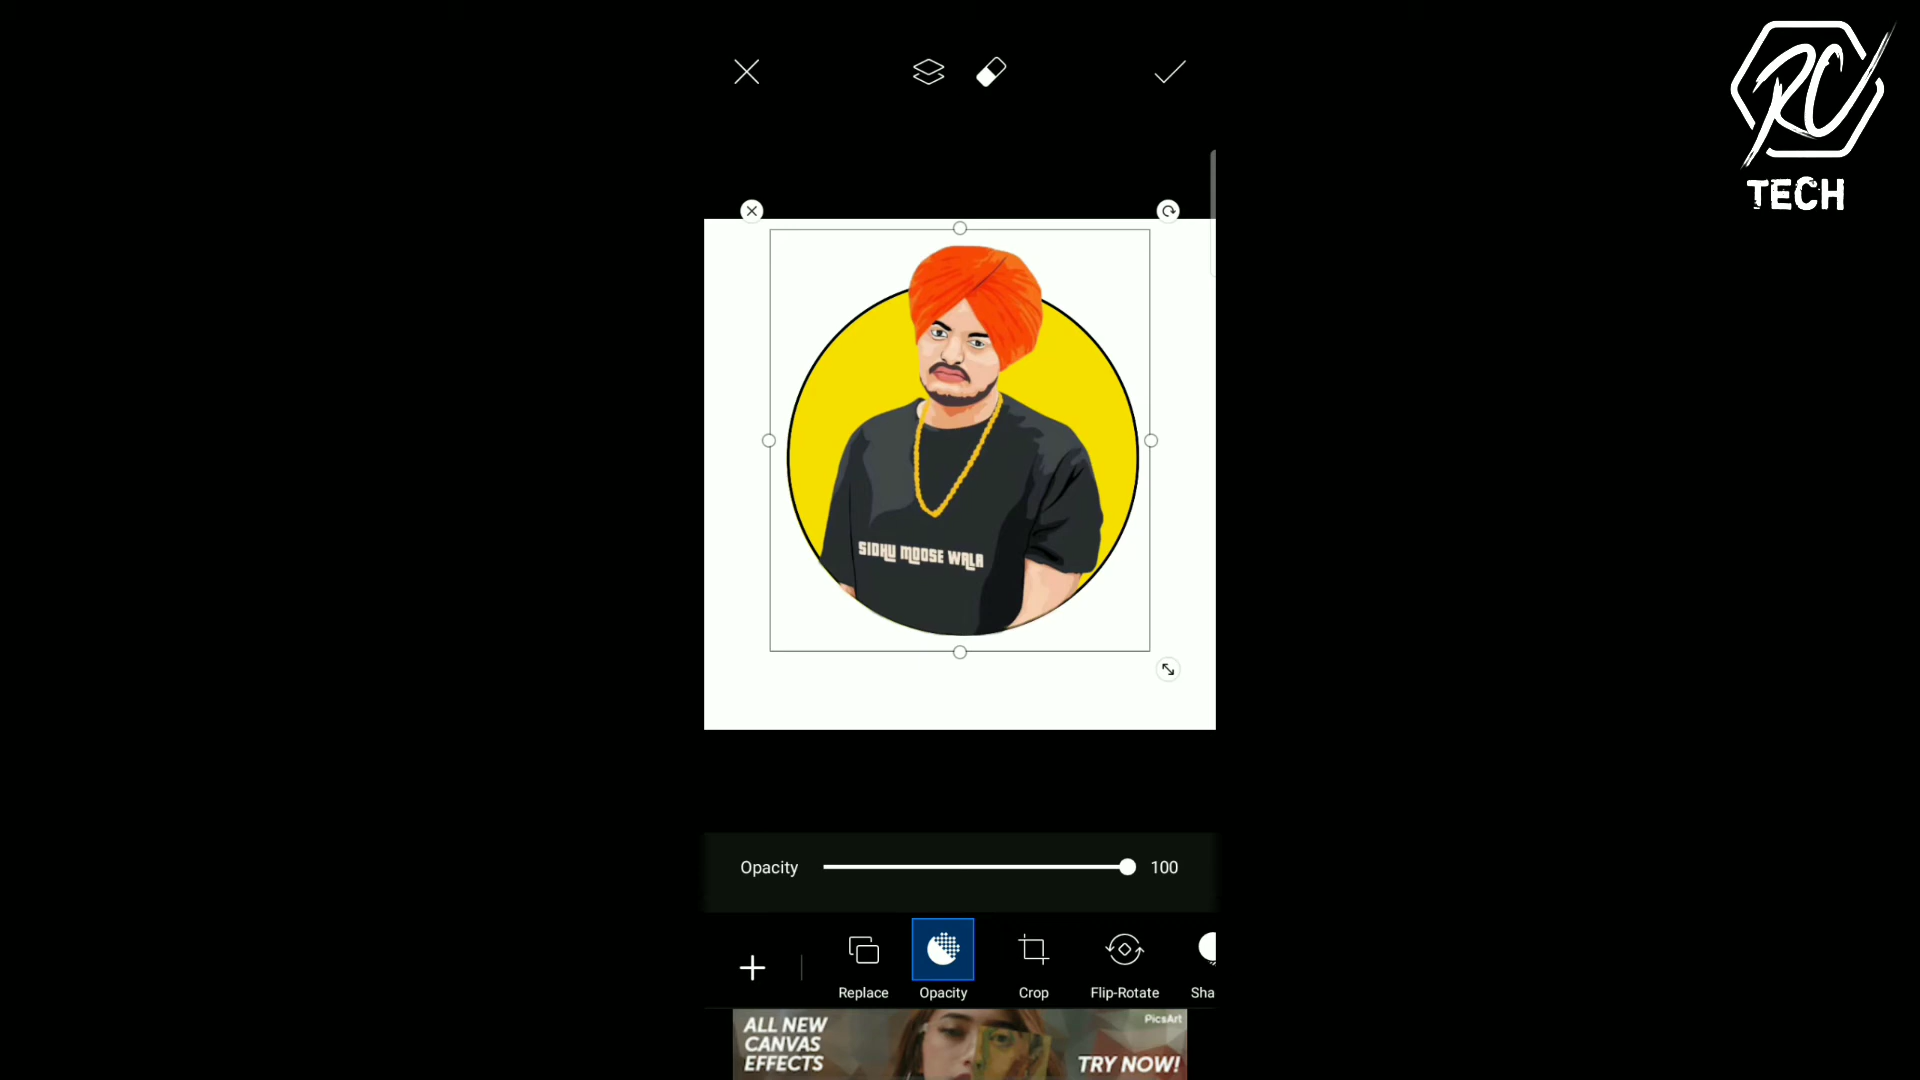 RC
TECH
SIDHU MOOSE WALA
Opacity 100
Replace Opacity Crop Flip-Rotate Sha
ALL NEW
CANVAS
EFFECTS
PicsArt
TRY NOW!